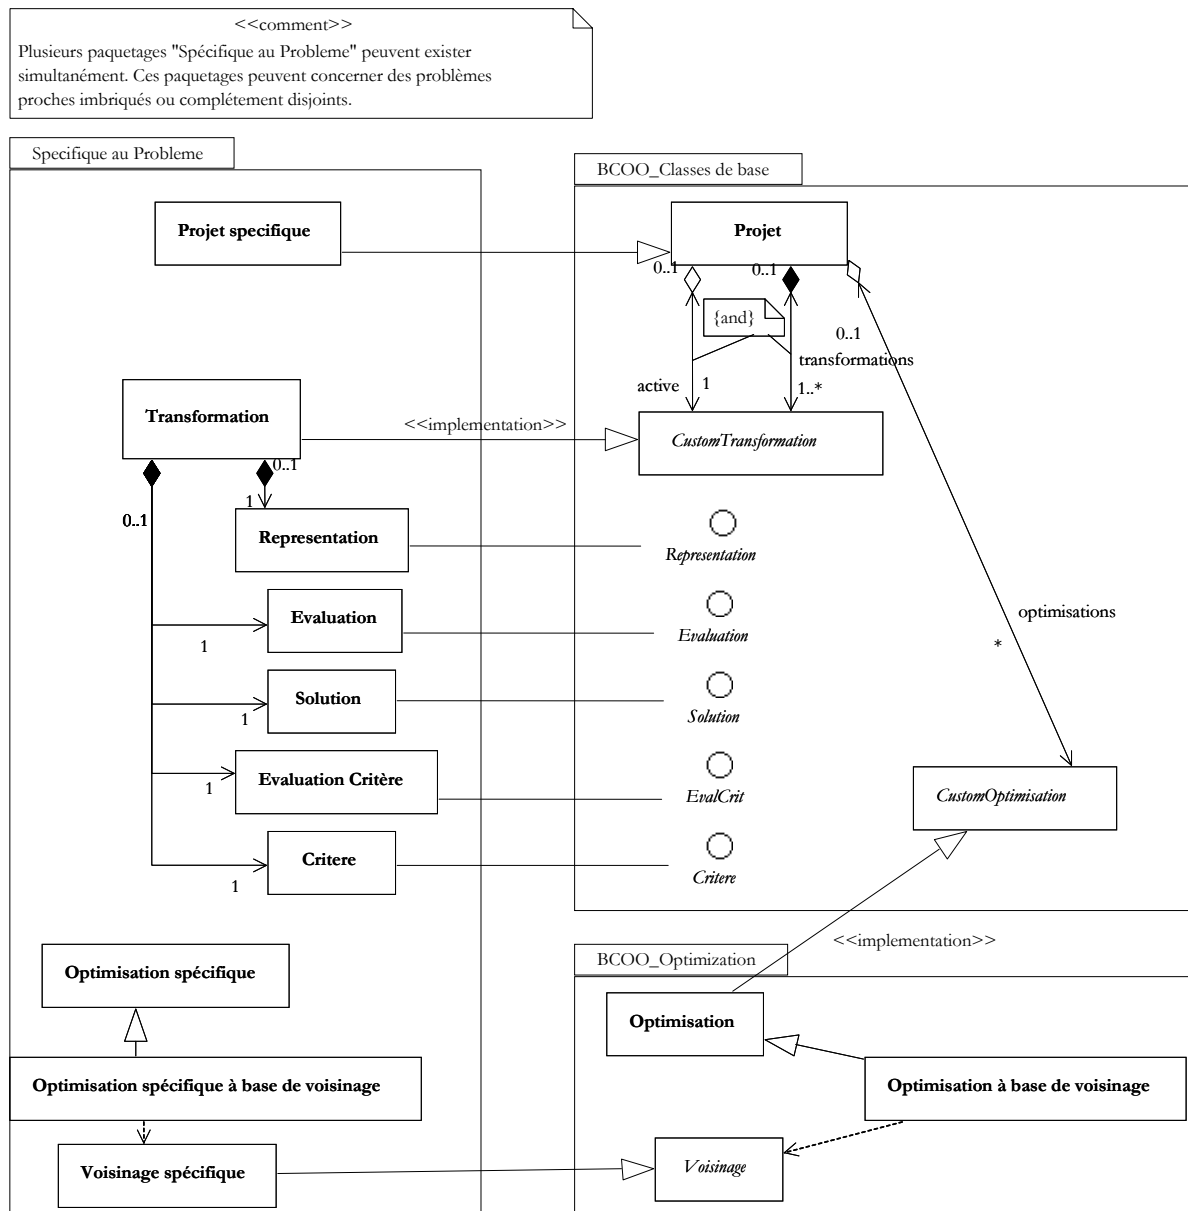 <<comment>>
Plusieurs paquetages "Spécifique au Probleme" peuvent exister
simultanément. Ces paquetages peuvent concerner des problèmes
proches imbriqués ou complétement disjoints.
Specifique au Probleme
BCOO_Classes de base
Projet specifique
Projet
0..1
0..1
{and}
0..1
transformations
active
1
1..*
Transformation
<<implementation>>
CustomTransformation
0..1
1
0..1
Representation
Representation
Evaluation
1
Evaluation
optimisations
*
Solution
1
Solution
Evaluation Critère
1
EvalCrit
CustomOptimisation
Critere
1
Critere
<<implementation>>
BCOO_Optimization
Optimisation spécifique
Optimisation
Optimisation spécifique à base de voisinage
Optimisation à base de voisinage
Voisinage spécifique
Voisinage